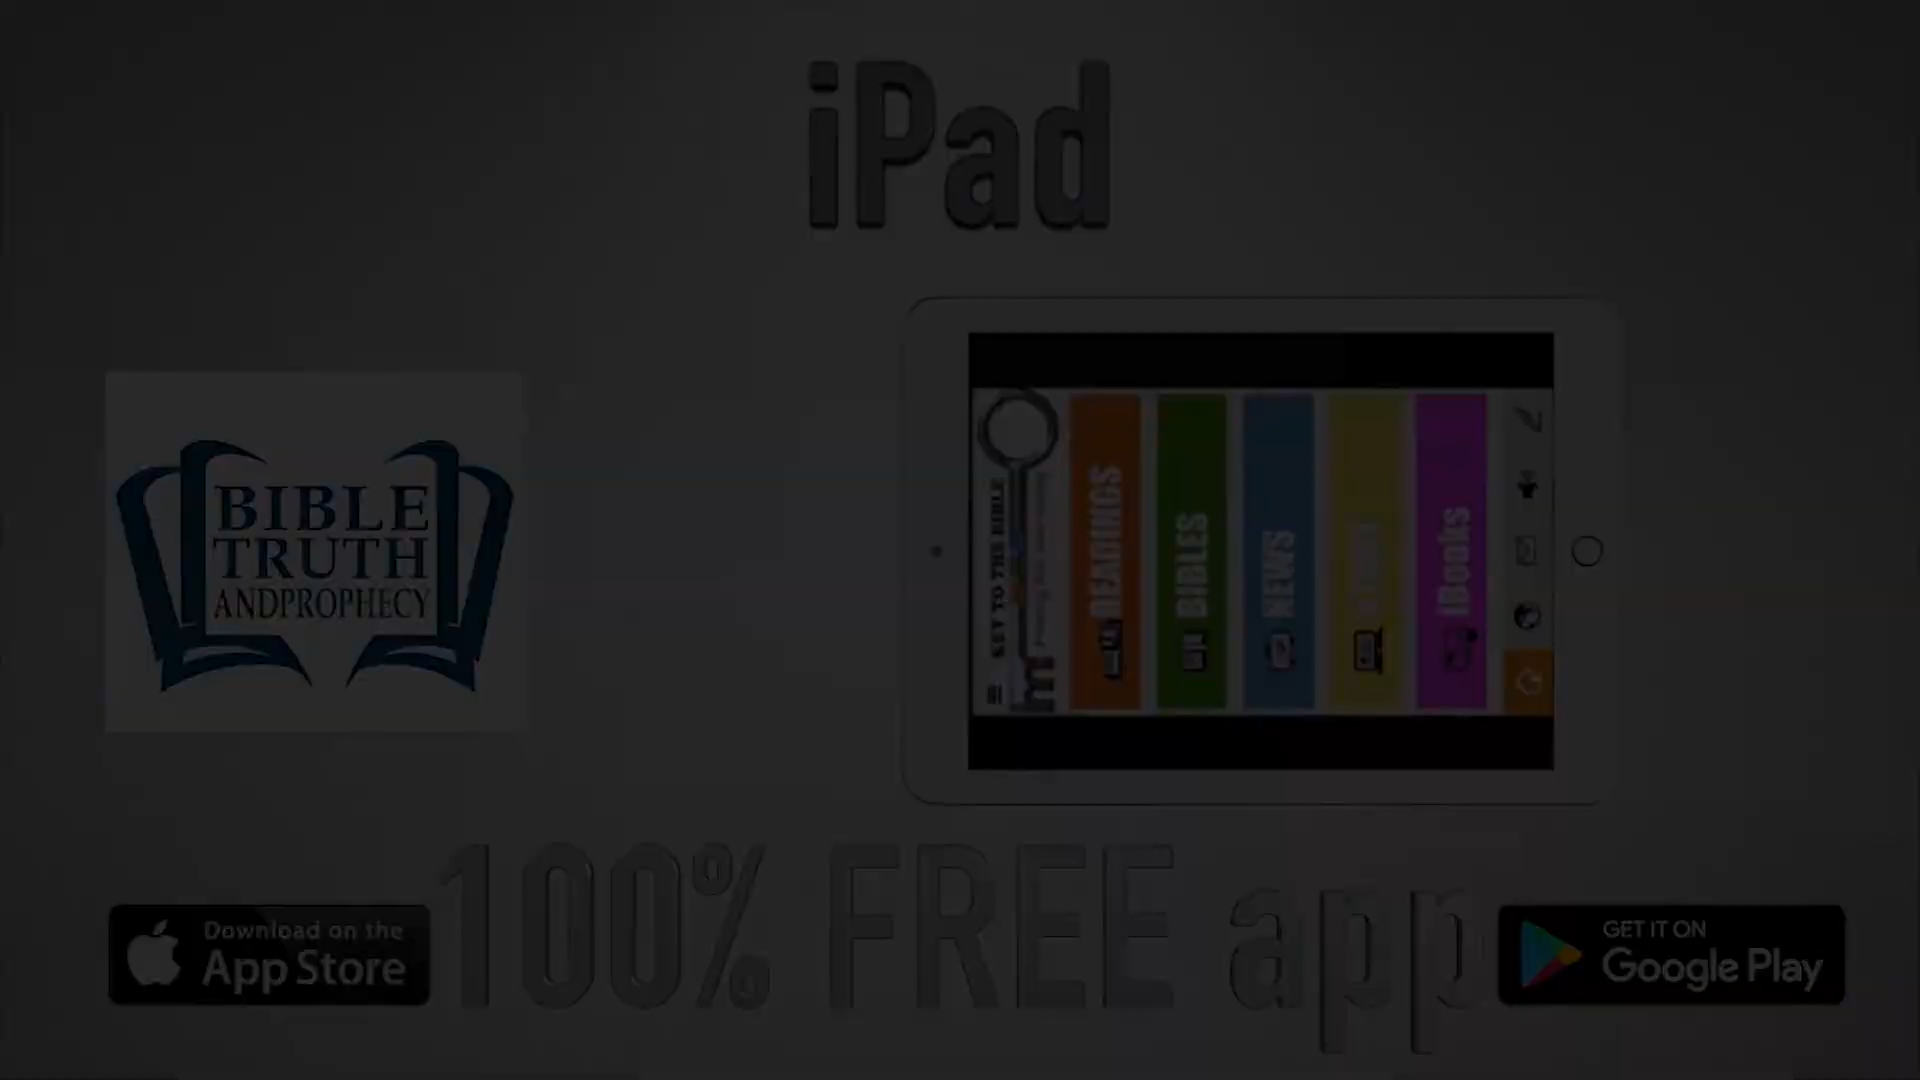 iPad
BIBLE
TRUTH
ANDPROPHECY
KEY TO THE BIBLE
READINGS
BIBLES
NEWS
iBooks
100% FREE app
Download on the
App Store
GET IT ON
Google Play